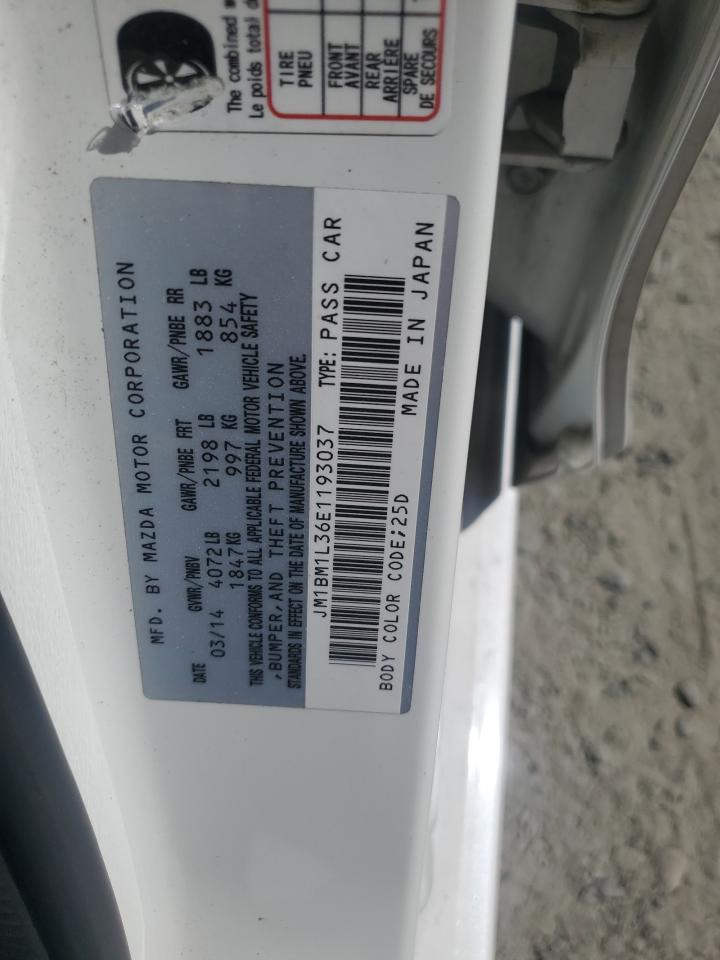 The combined
Le poids total de
TIRE
PNEU
FRONT
AVANT
REAR
ARRIÈRE
SPARE
DE SECOURS
MFD. BY MAZDA MOTOR CORPORATION
DATE GVWR/PNBV GAWR/PNBE FRT GAWR/PNBE RR
03/14 4072LB 2198 LB 1883 LB
1847KG 997 KG 854 KG
THIS VEHICLE CONFORMS TO ALL APPLICABLE FEDERAL MOTOR VEHICLE SAFETY
,BUMPER,AND THEFT PREVENTION
STANDARDS IN EFFECT ON THE DATE OF MANUFACTURE SHOWN ABOVE.
JM1BM1L36E1193037 TYPE: PASS CAR
BODY COLOR CODE;25D MADE IN JAPAN